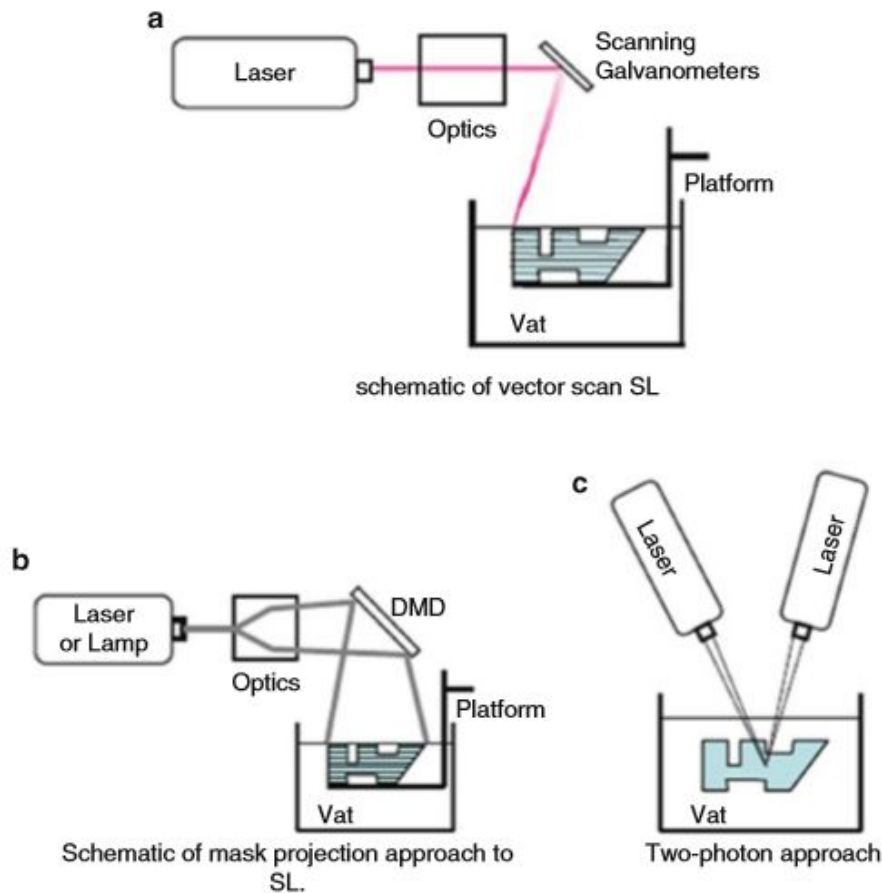 a
Laser
Optics
Scanning
Galvanometers
Platform
Vat
schematic of vector scan SL
b
Laser
or Lamp
Optics
DMD
Platform
Vat
Schematic of mask projection approach to
SL.
c
Laser
Laser
Vat
Two-photon approach